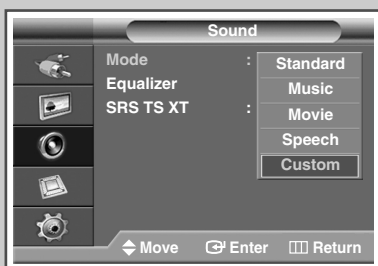 Sound
Mode : Standard
Equalizer Music
SRS TS XT : Movie
Speech
Custom
Move Enter Return